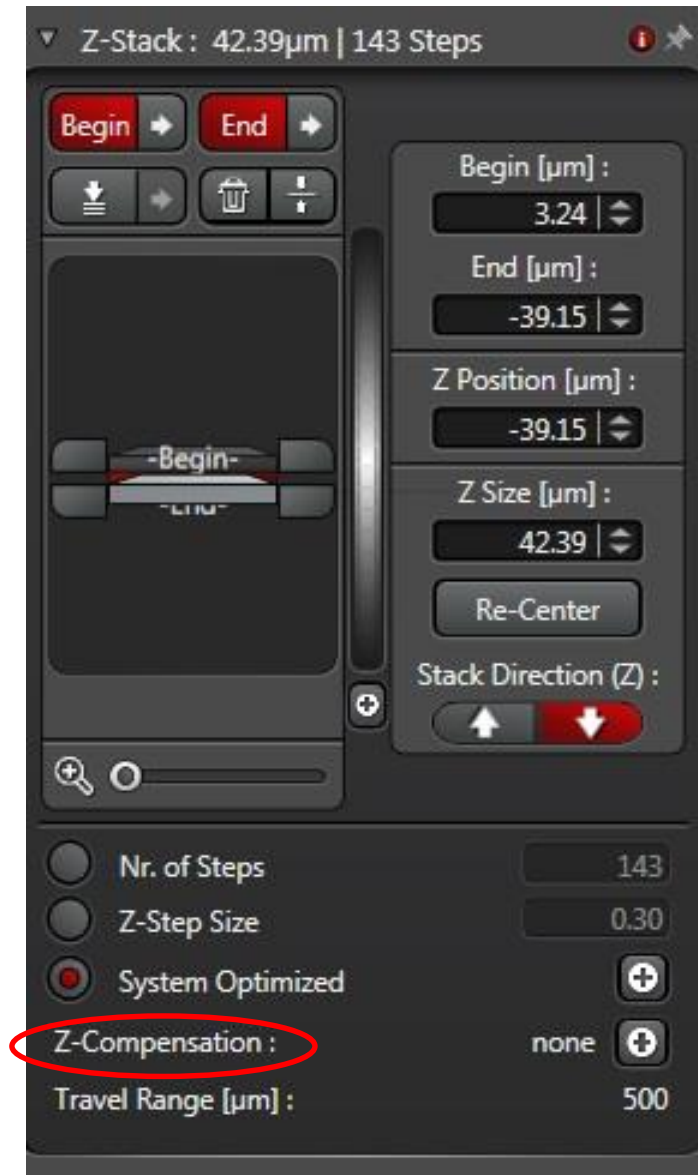 Z-Stack : 42.39µm | 143 Steps
Begin End
Begin [µm] :
3.24
End [µm] :
-39.15
Z Position [µm] :
-39.15
Z Size [µm] :
42.39
Re-Center
Stack Direction (Z) :
-Begin-
-End-
Nr. of Steps 143
Z-Step Size 0.30
System Optimized
Z-Compensation : none
Travel Range [µm] : 500